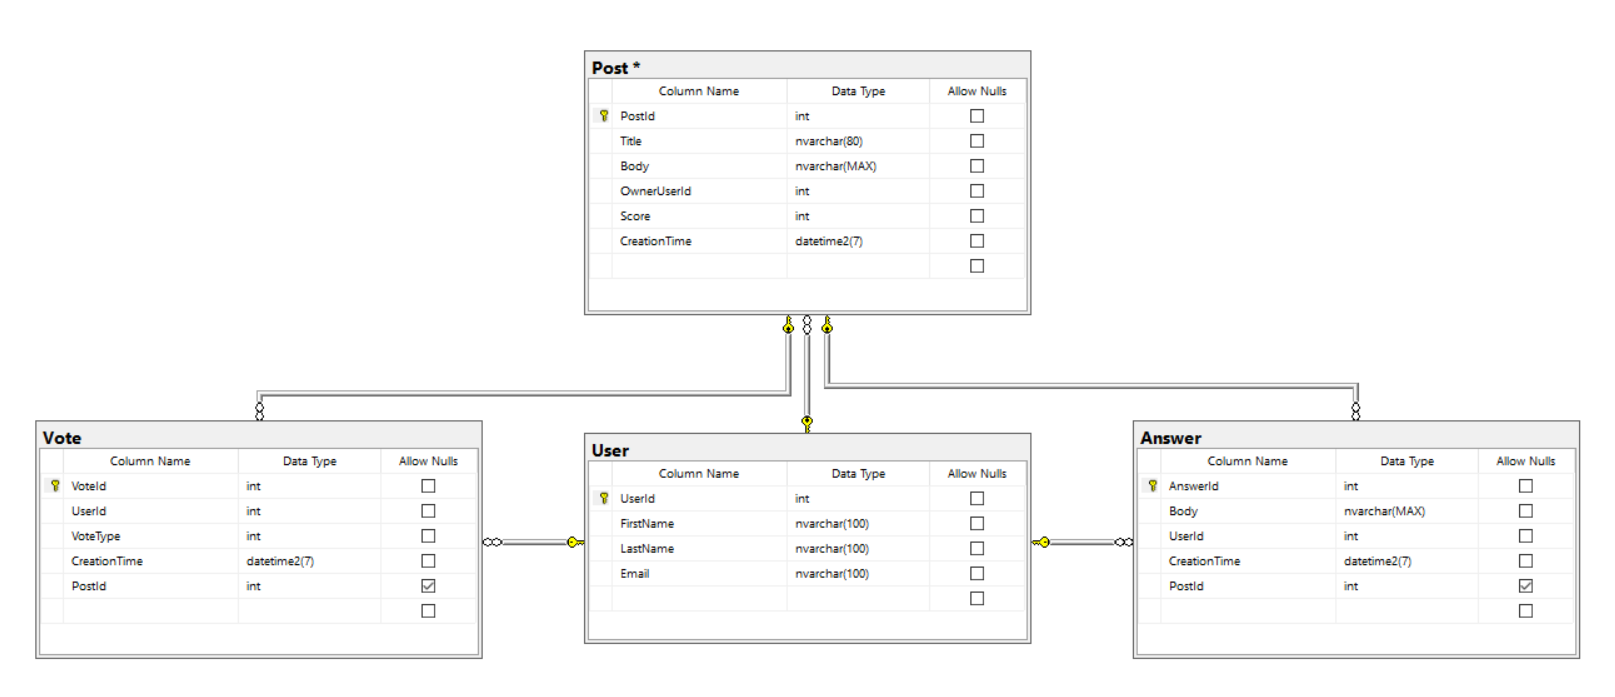 Post *
Column Name Data Type Allow Nulls
PostId int
Title nvarchar(80)
Body nvarchar(MAX)
OwnerUserId int
Score int
CreationTime datetime2(7)
Vote
Column Name Data Type Allow Nulls
VoteId int
UserId int
VoteType int
CreationTime datetime2(7)
PostId int
User
Column Name Data Type Allow Nulls
UserId int
FirstName nvarchar(100)
LastName nvarchar(100)
Email nvarchar(100)
Answer
Column Name Data Type Allow Nulls
AnswerId int
Body nvarchar(MAX)
UserId int
CreationTime datetime2(7)
PostId int